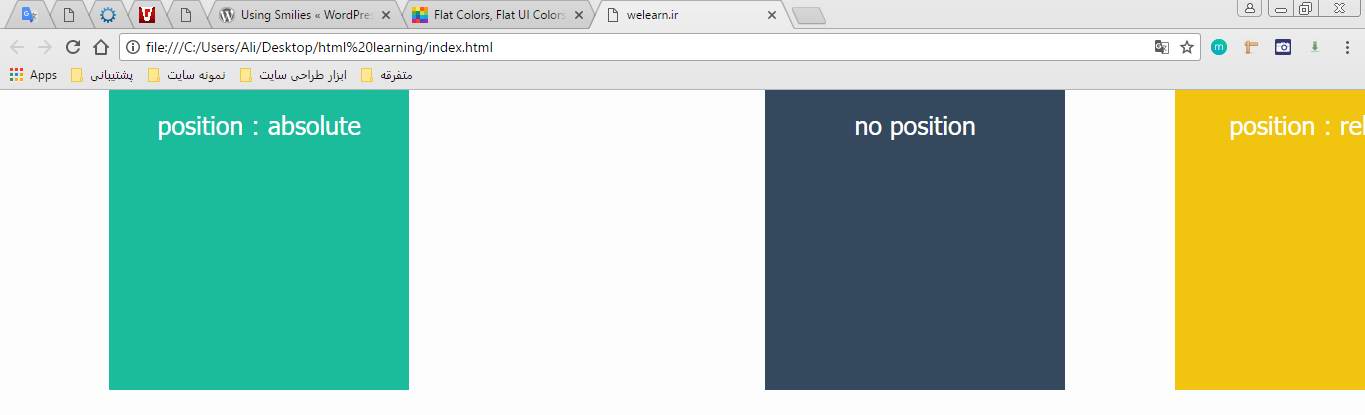 Using Smilies « WordPres
Flat Colors, Flat UI Colors
welearn.ir
file:///C:/Users/Ali/Desktop/html%20learning/index.html
Apps پشتیبانی نمونه سایت ابزار طراحی سایت متفرقه
position : absolute
no position
position : rel